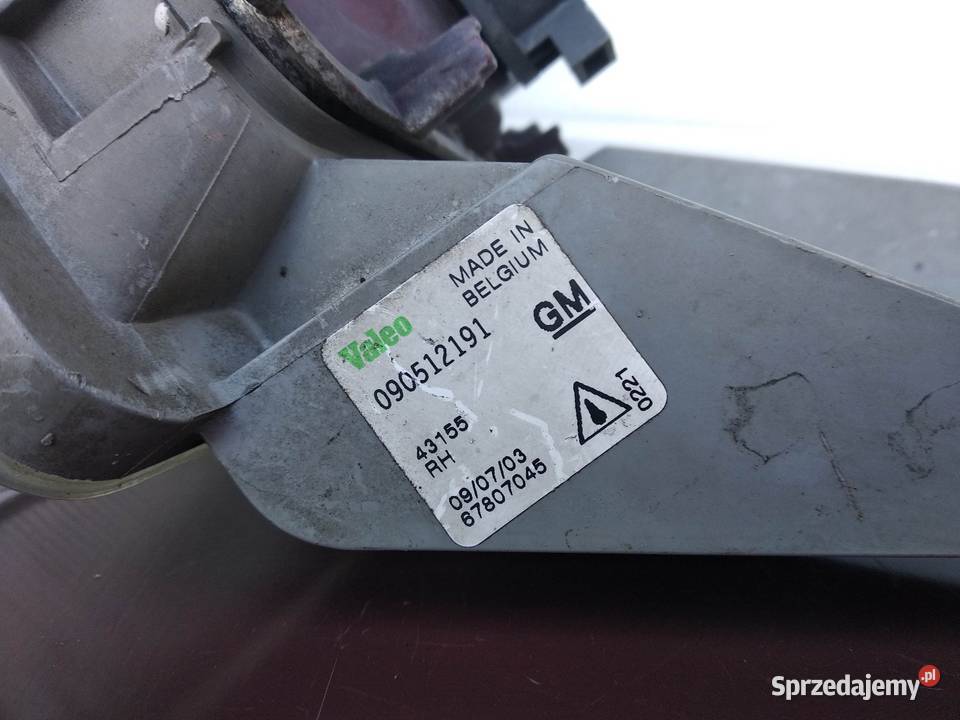 MADE IN
BELGIUM
Valeo
GM
090512191
43155
RH
0221
09/07/03
67807045
Sprzedajemy.pl